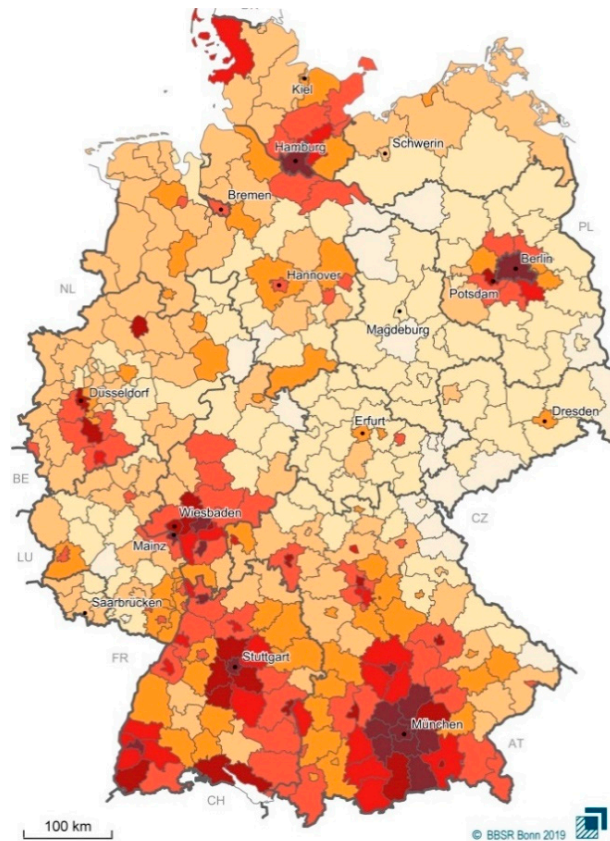 Kiel
Schwerin
Hamburg
Bremen
PL
Berlin
Hannover
Potsdam
NL
Magdeburg
Düsseldorf
Dresden
Erfurt
BE
Wiesbaden
CZ
Mainz
LU
Saarbrücken
FR
Stuttgart
München
AT
CH
100 km
© BBSR Bonn 2019